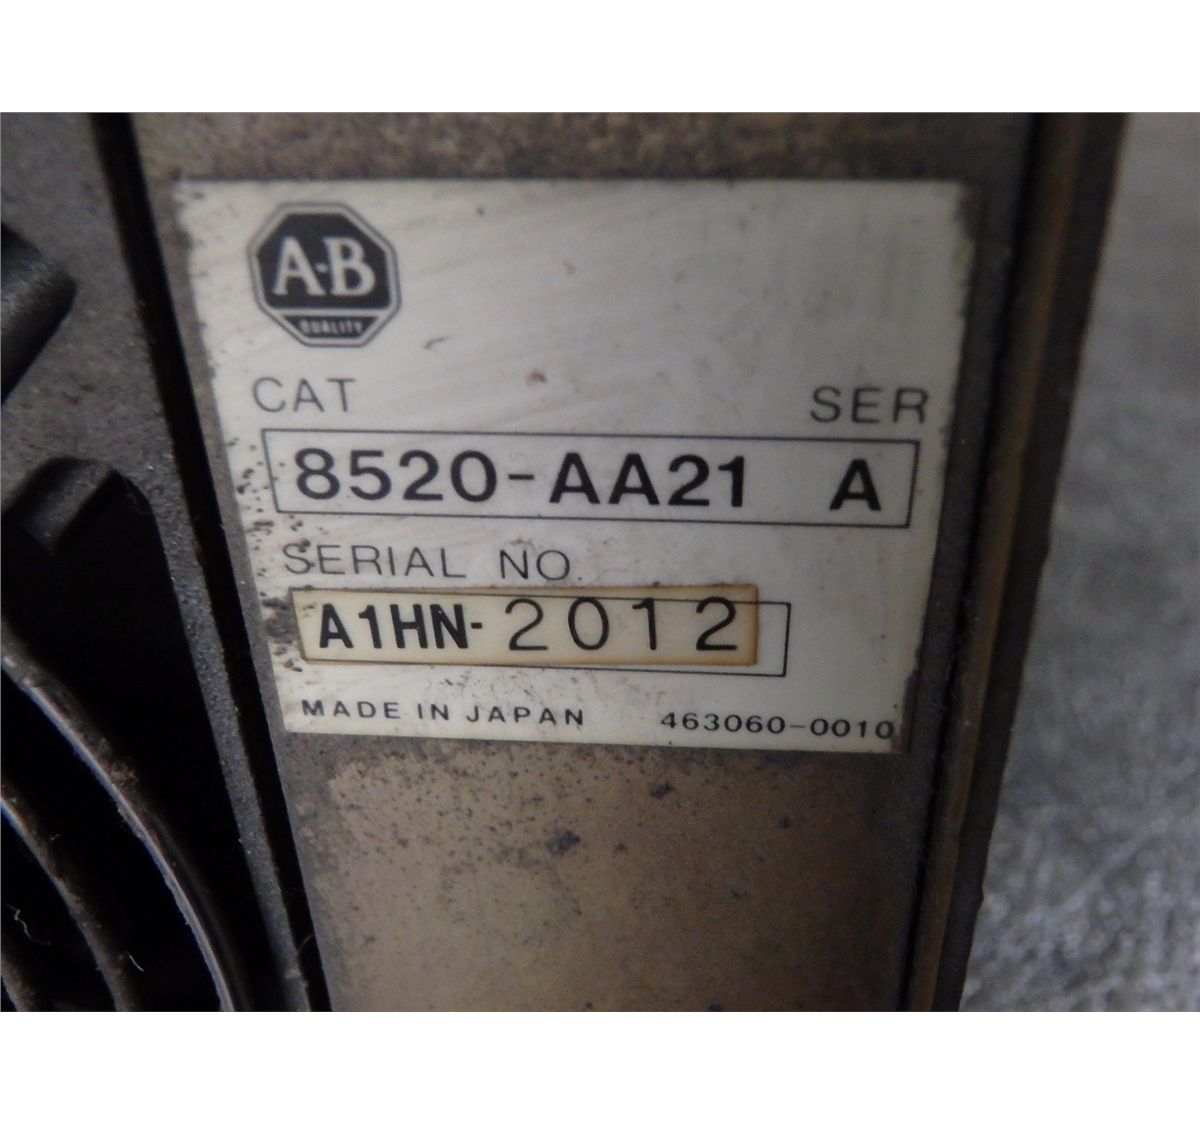 A-B
QUALITY
CAT SER
8520-AA21 A
SERIAL NO.
A1HN-2012
MADE IN JAPAN 463060-0010